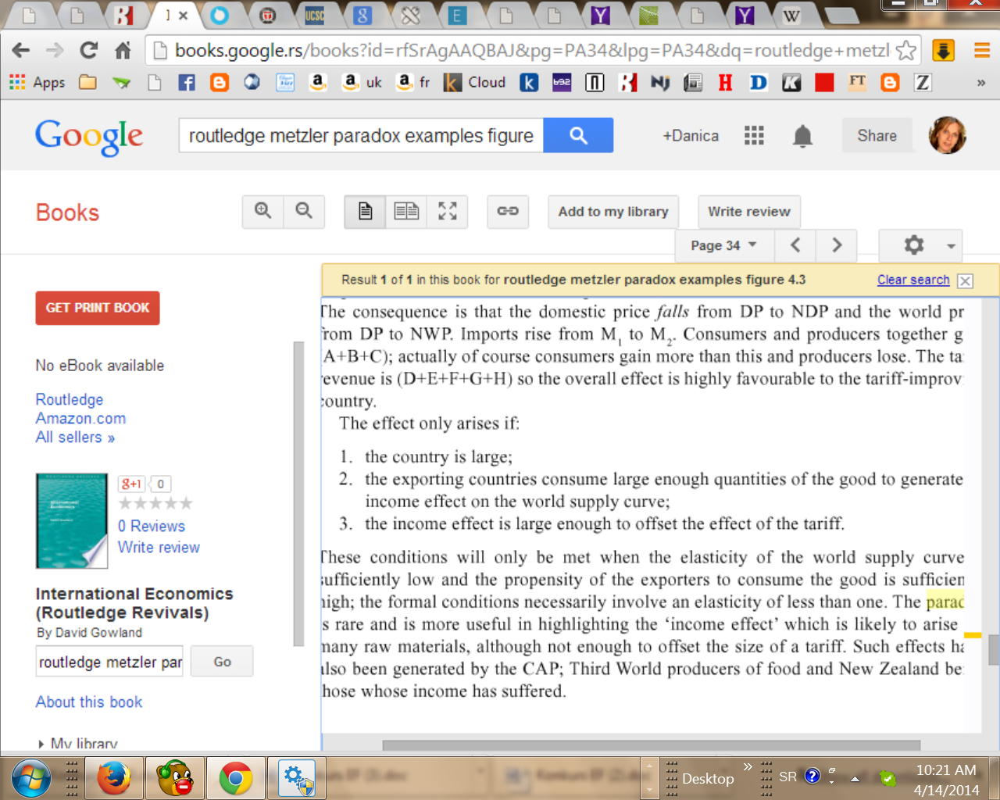 books.google.rs/books?id=rfSrAgAAQBAJ&pg=PA34&lpg=PA34&dq=routledge+metzl
Apps
uk
fr
Cloud
Google
routledge metzler paradox examples figure
+Danica
Share
Books
Add to my library
Write review
Page 34
Result 1 of 1 in this book for routledge metzler paradox examples figure 4.3
Clear search
GET PRINT BOOK
No eBook available
Routledge
Amazon.com
All sellers »
g+1 0
0 Reviews
Write review
International Economics
(Routledge Revivals)
By David Gowland
routledge metzler par
Go
About this book
My library
The consequence is that the domestic price falls from DP to NDP and the world pr
from DP to NWP. Imports rise from M1 to M2. Consumers and producers together g
(A+B+C); actually of course consumers gain more than this and producers lose. The ta
revenue is (D+E+F+G+H) so the overall effect is highly favourable to the tariff-improv
country.
The effect only arises if:
1. the country is large;
2. the exporting countries consume large enough quantities of the good to generate
income effect on the world supply curve;
3. the income effect is large enough to offset the effect of the tariff.
These conditions will only be met when the elasticity of the world supply curve
sufficiently low and the propensity of the exporters to consume the good is sufficien
high; the formal conditions necessarily involve an elasticity of less than one. The parad
is rare and is more useful in highlighting the ‘income effect’ which is likely to arise
many raw materials, although not enough to offset the size of a tariff. Such effects ha
also been generated by the CAP; Third World producers of food and New Zealand be
those whose income has suffered.
Desktop
SR
10:21 AM
4/14/2014